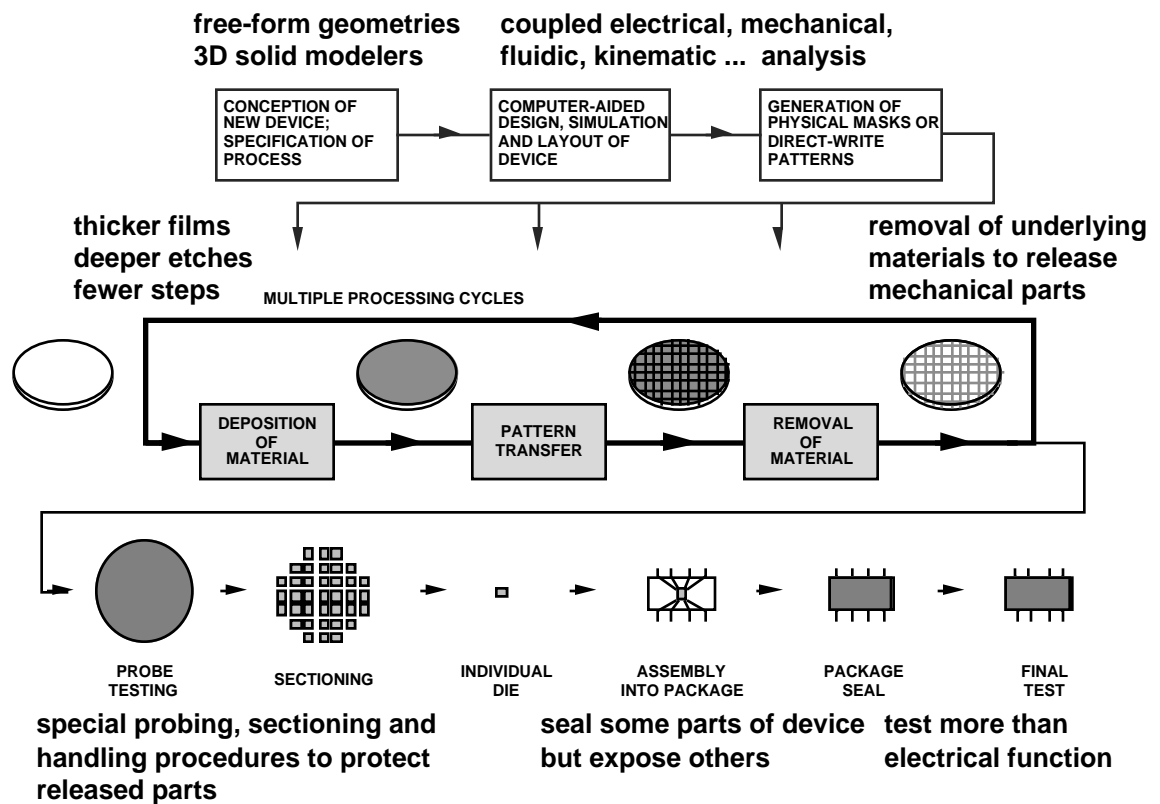 free-form geometries
3D solid modelers
coupled electrical, mechanical,
fluidic, kinematic ... analysis
CONCEPTION OF
NEW DEVICE;
SPECIFICATION OF
PROCESS
COMPUTER-AIDED
DESIGN, SIMULATION
AND LAYOUT OF
DEVICE
GENERATION OF
PHYSICAL MASKS OR
DIRECT-WRITE
PATTERNS
thicker films
deeper etches
fewer steps
removal of underlying
materials to release
mechanical parts
MULTIPLE PROCESSING CYCLES
DEPOSITION
OF
MATERIAL
PATTERN
TRANSFER
REMOVAL
OF
MATERIAL
PROBE
TESTING
SECTIONING
INDIVIDUAL
DIE
ASSEMBLY
INTO PACKAGE
PACKAGE
SEAL
FINAL
TEST
special probing, sectioning and
handling procedures to protect
released parts
seal some parts of device
but expose others
test more than
electrical function